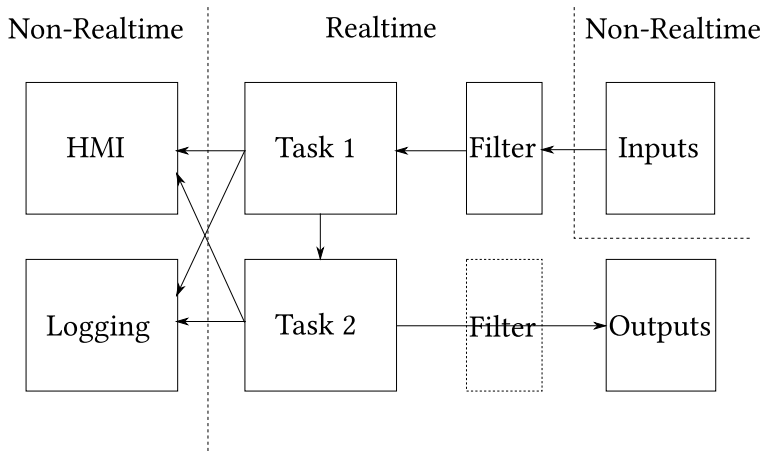 Non-Realtime
Realtime
Non-Realtime
HMI
Task 1
Filter
Inputs
Logging
Task 2
Filter
Outputs